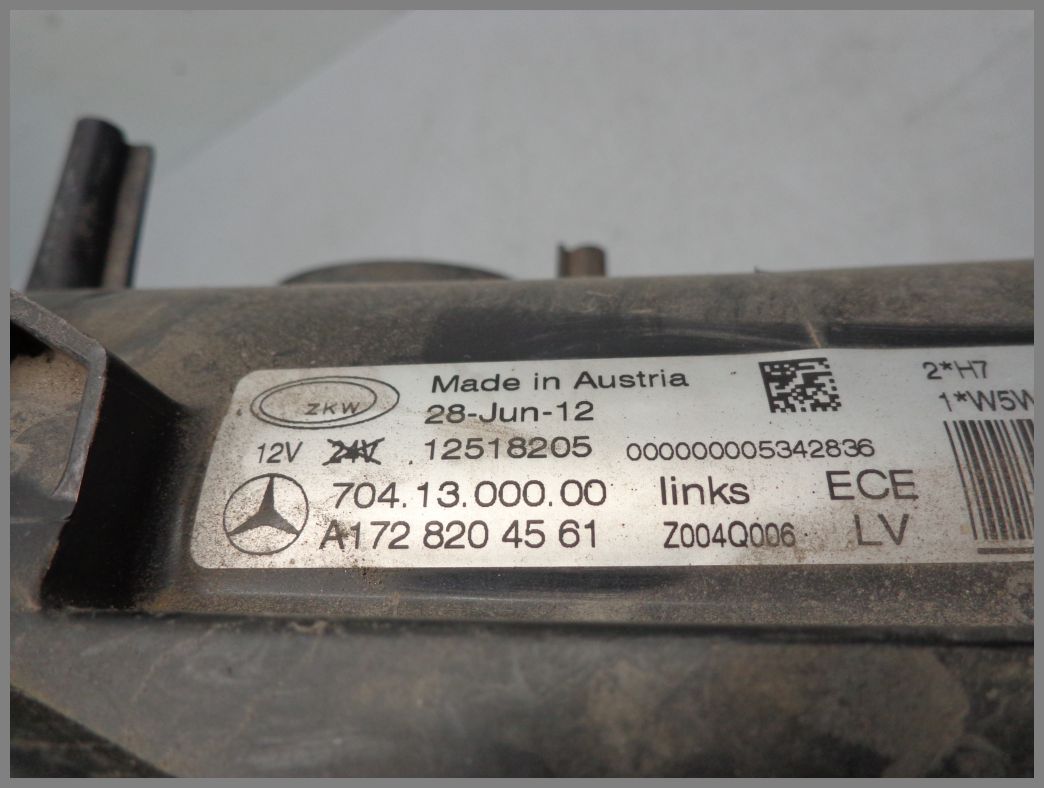 ZKW
Made in Austria
28-Jun-12
12V 24V 12518205 000000005342836
704.13.000.00 links ECE
A172 820 45 61 Z004Q006 LV
2*H7
1*W5W